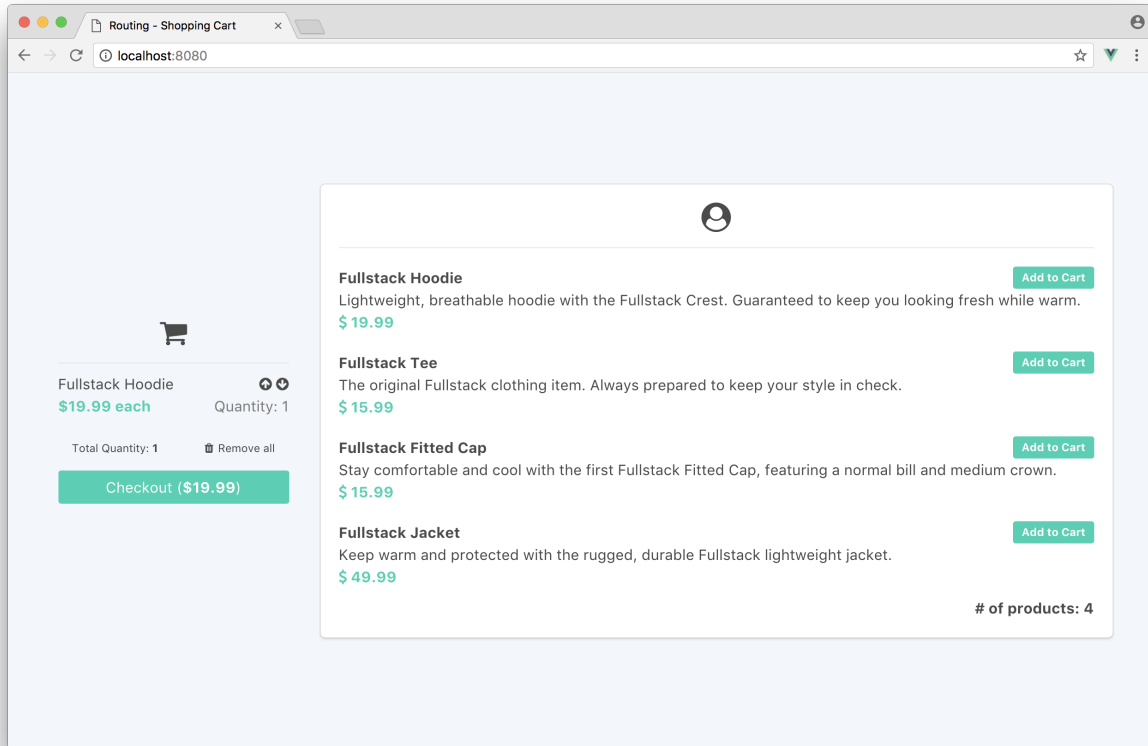 Routing - Shopping Cart
localhost:8080
Fullstack Hoodie
$19.99 each
Quantity: 1
Total Quantity: 1
Remove all
Checkout ($19.99)
Fullstack Hoodie
Add to Cart
Lightweight, breathable hoodie with the Fullstack Crest. Guaranteed to keep you looking fresh while warm.
$ 19.99
Fullstack Tee
Add to Cart
The original Fullstack clothing item. Always prepared to keep your style in check.
$ 15.99
Fullstack Fitted Cap
Add to Cart
Stay comfortable and cool with the first Fullstack Fitted Cap, featuring a normal bill and medium crown.
$ 15.99
Fullstack Jacket
Add to Cart
Keep warm and protected with the rugged, durable Fullstack lightweight jacket.
$ 49.99
# of products: 4